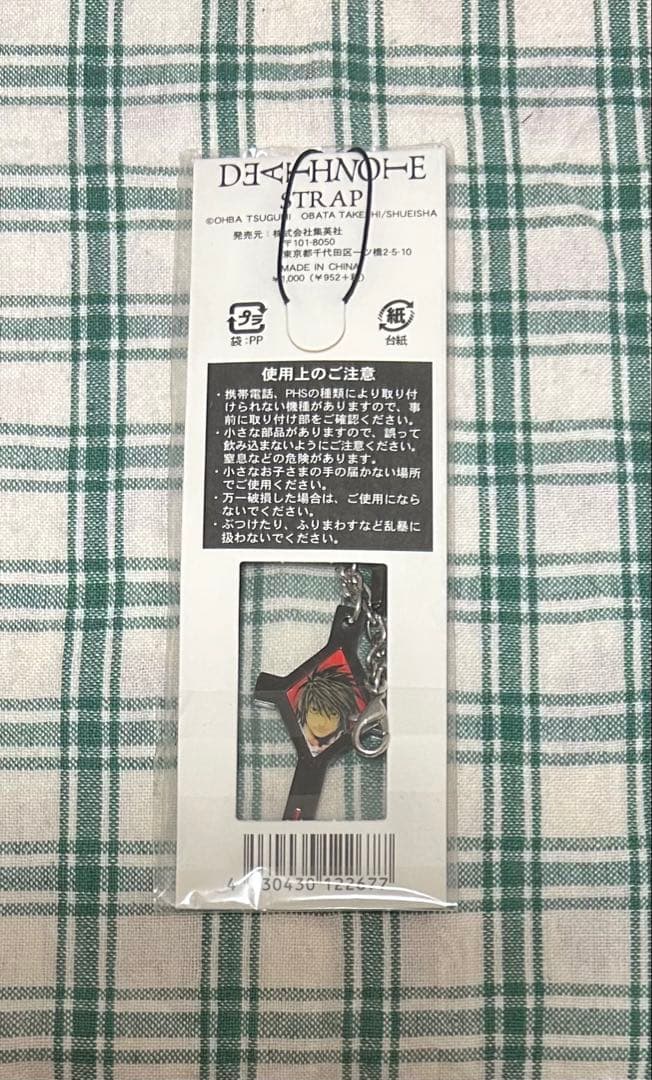 DEATHNOTE
STRAP
©OHBA TSUGUMI OBATA TAKESHI/SHUEISHA
発売元:株式会社集英社
〒101-8050
東京都千代田区一ツ橋2-5-10
MADE IN CHINA
¥1,000(¥952+税)
プラ
袋:PP
紙
台紙
使用上のご注意
・携帯電話、PHSの種類により取り付
けられない機種がありますので、事
前に取り付け部をご確認ください。
・小さな部品がありますので、誤って
飲み込まないようにご注意ください。
窒息などの危険があります。
・小さなお子さまの手の届かない場所
でご使用ください。
・万一破損した場合は、ご使用になら
ないでください。
・ぶつけたり、ふりまわすなど乱暴に
扱わないでください。
30430 122677